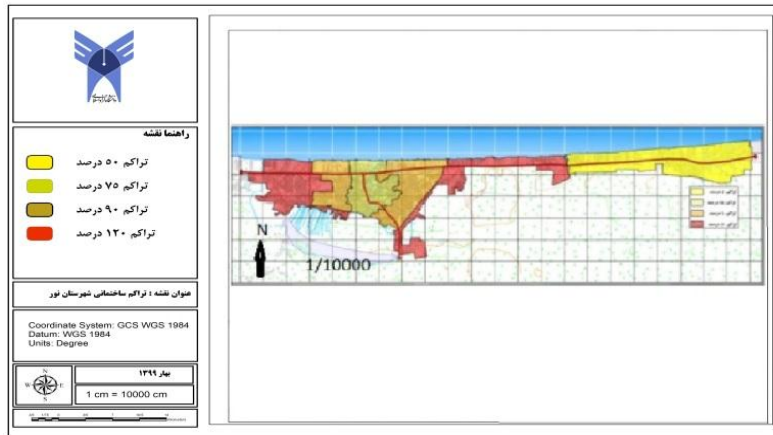 راهنما نقشه
تراکم ۵۰ درصد
تراکم ۷۵ درصد
تراکم ۹۰ درصد
تراکم ۱۲۰ درصد
عنوان نقشه : تراکم ساختمانی شهرستان نور
Coordinate System: GCS WGS 1984
Datum: WGS 1984
Units: Degree
N
W E
S
بهار ۱۳۹۹
1 cm = 10000 cm
N
1/10000